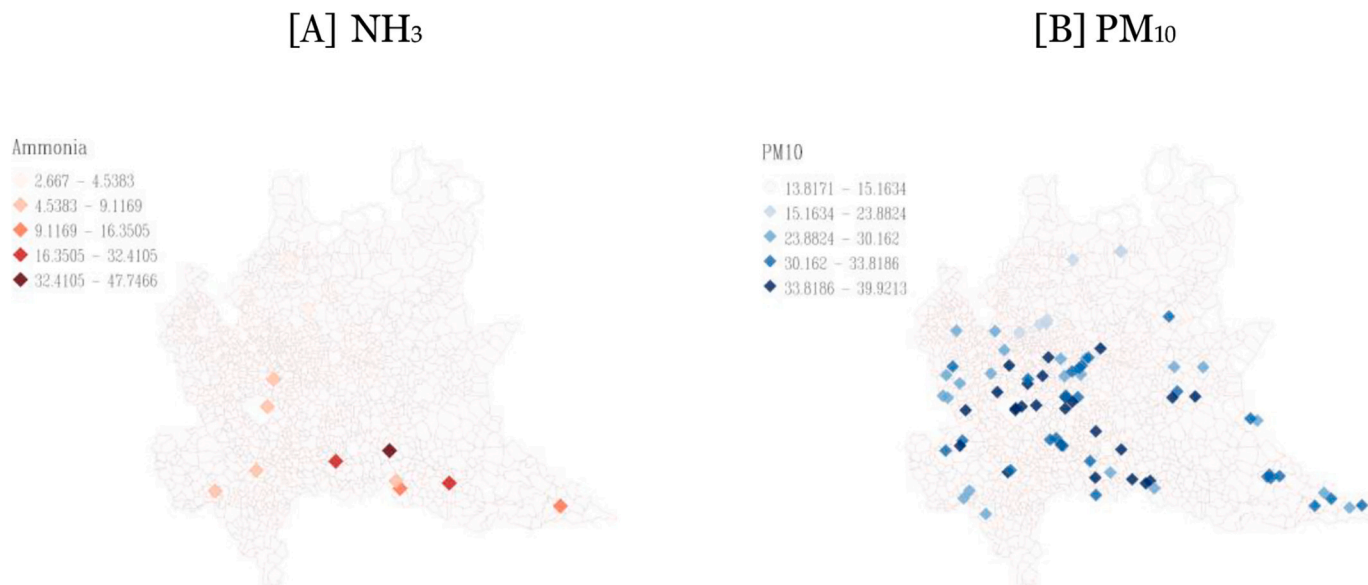 [A] NH₃
[B] PM₁₀
Ammonia
2.667 – 4.5383
4.5383 – 9.1169
9.1169 – 16.3505
16.3505 – 32.4105
32.4105 – 47.7466
PM10
13.8171 – 15.1634
15.1634 – 23.8824
23.8824 – 30.162
30.162 – 33.8186
33.8186 – 39.9213